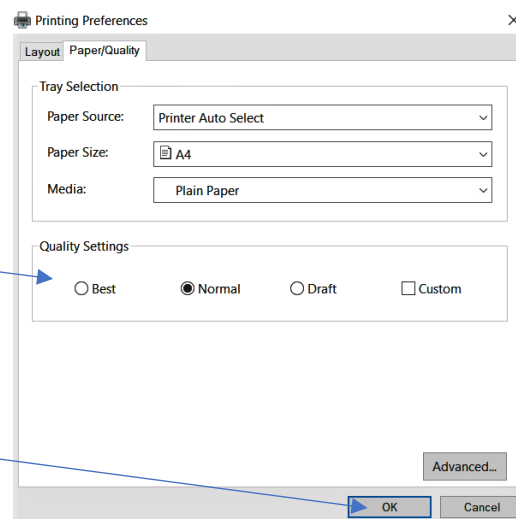 Printing Preferences
Layout Paper/Quality
Tray Selection
Paper Source: Printer Auto Select
Paper Size: A4
Media: Plain Paper
Quality Settings
Best Normal Draft Custom
Advanced...
OK Cancel